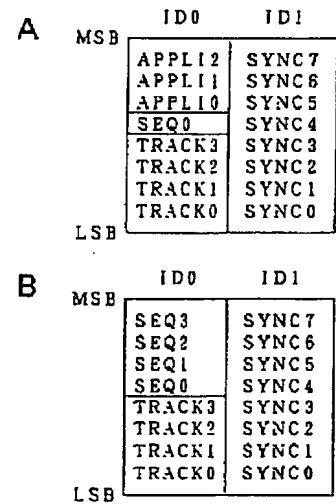 A
ID0 ID1
MSB
APPLI2 SYNC7
APPLI1 SYNC6
APPLI0 SYNC5
SEQ0 SYNC4
TRACK3 SYNC3
TRACK2 SYNC2
TRACK1 SYNC1
TRACK0 SYNC0
LSB
B
ID0 ID1
MSB
SEQ3 SYNC7
SEQ2 SYNC6
SEQ1 SYNC5
SEQ0 SYNC4
TRACK3 SYNC3
TRACK2 SYNC2
TRACK1 SYNC1
TRACK0 SYNC0
LSB